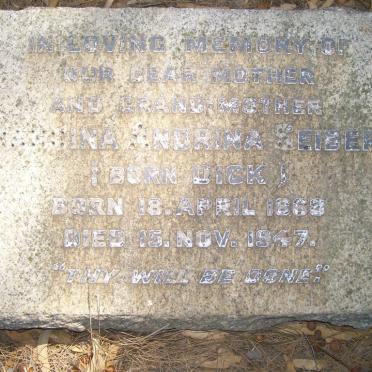 IN LOVING MEMORY OF
OUR DEAR MOTHER
AND GRAND-MOTHER
ANDRINA
(BORN DICK)
BORN 18. APRIL 1869
DIED 15. NOV. 1947.
"THY WILL BE DONE."